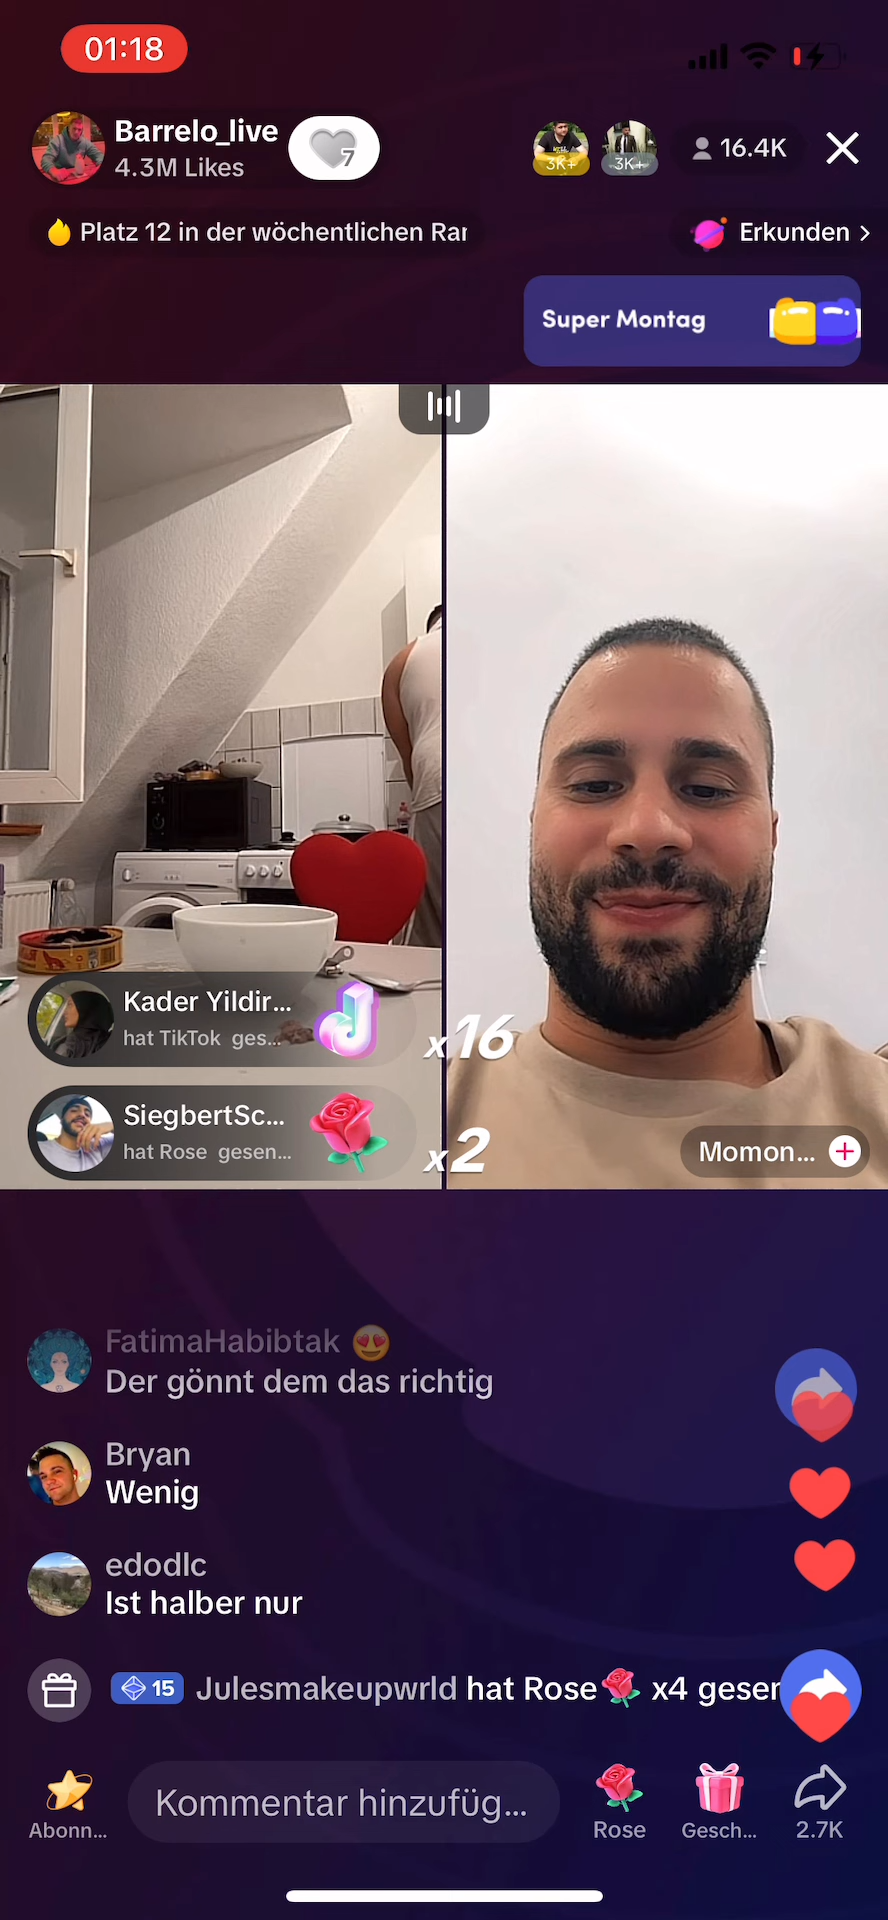 01:18
Barrelo_live
4.3M Likes
7
3K+
3K+
16.4K
Platz 12 in der wöchentlichen Ran
Erkunden >
Super Montag
Kader Yildir...
hat TikTok ges...
x16
SiegbertSc...
hat Rose gesen...
x2
Momon...
FatimaHabibtak 😍
Der gönnt dem das richtig
Bryan
Wenig
edodlc
Ist halber nur
15 Julesmakeupwrld hat Rose x4 gesen
Kommentar hinzufüg...
Abonn...
Rose
Gesch...
2.7K